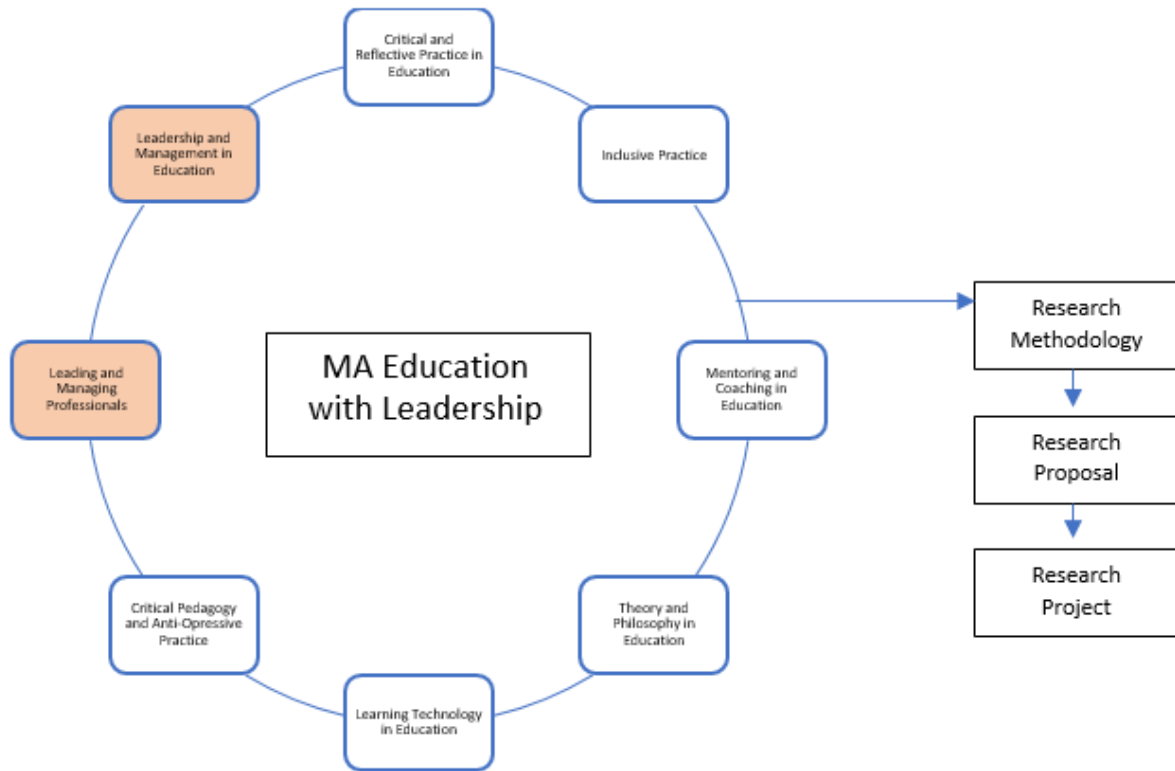 Critical and
Reflective Practice in
Education
Leadership and
Management in
Education
Inclusive Practice
Research
Methodology
MA Education
with Leadership
Leading and
Managing
Professionals
Mentoring and
Coaching in
Education
Research
Proposal
Research
Project
Critical Pedagogy
and Anti-Opressive
Practice
Theory and
Philosophy in
Education
Learning Technology
in Education